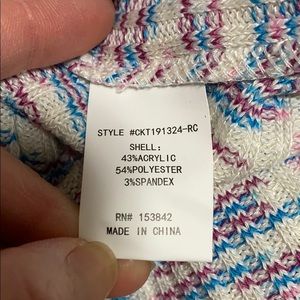 STYLE #CKT191324-RC
SHELL:
43%ACRYLIC
54%POLYESTER
3%SPANDEX
RN# 153842
MADE IN CHINA